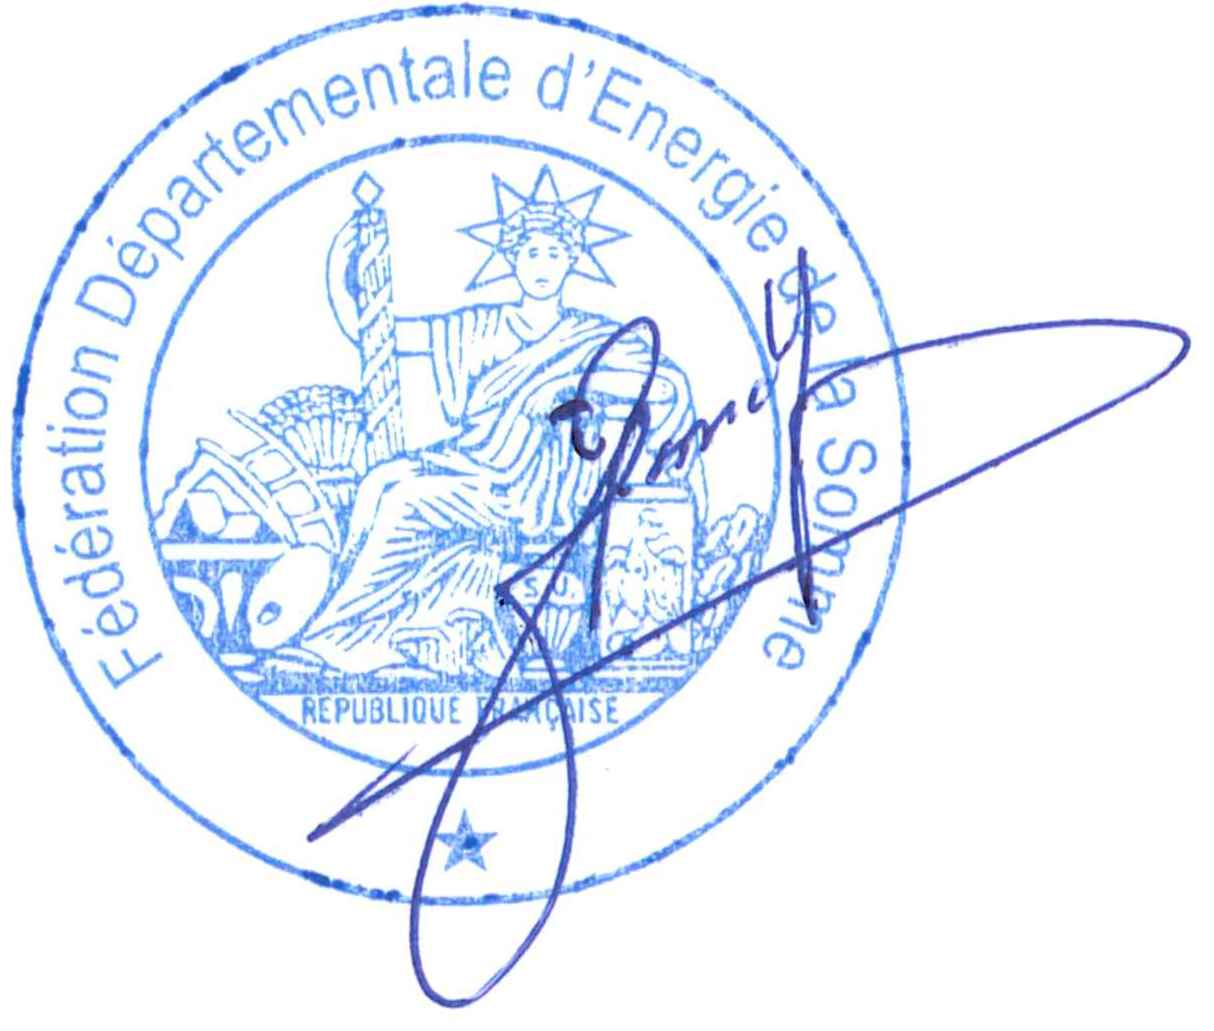 Fédération Départementale d'Energie de la Somme
S.U.
REPUBLIQUE FRANÇAISE